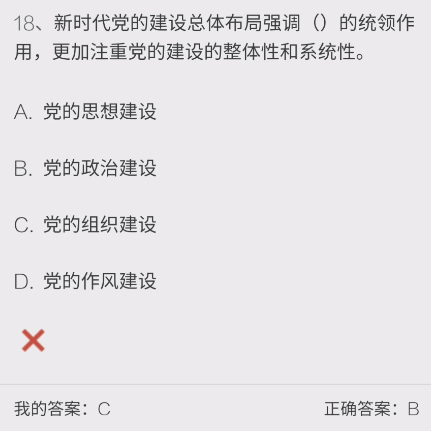 18、新时代党的建设总体布局强调（）的统领作
用，更加注重党的建设的整体性和系统性。
A. 党的思想建设
B. 党的政治建设
C. 党的组织建设
D. 党的作风建设
我的答案：C 正确答案：B